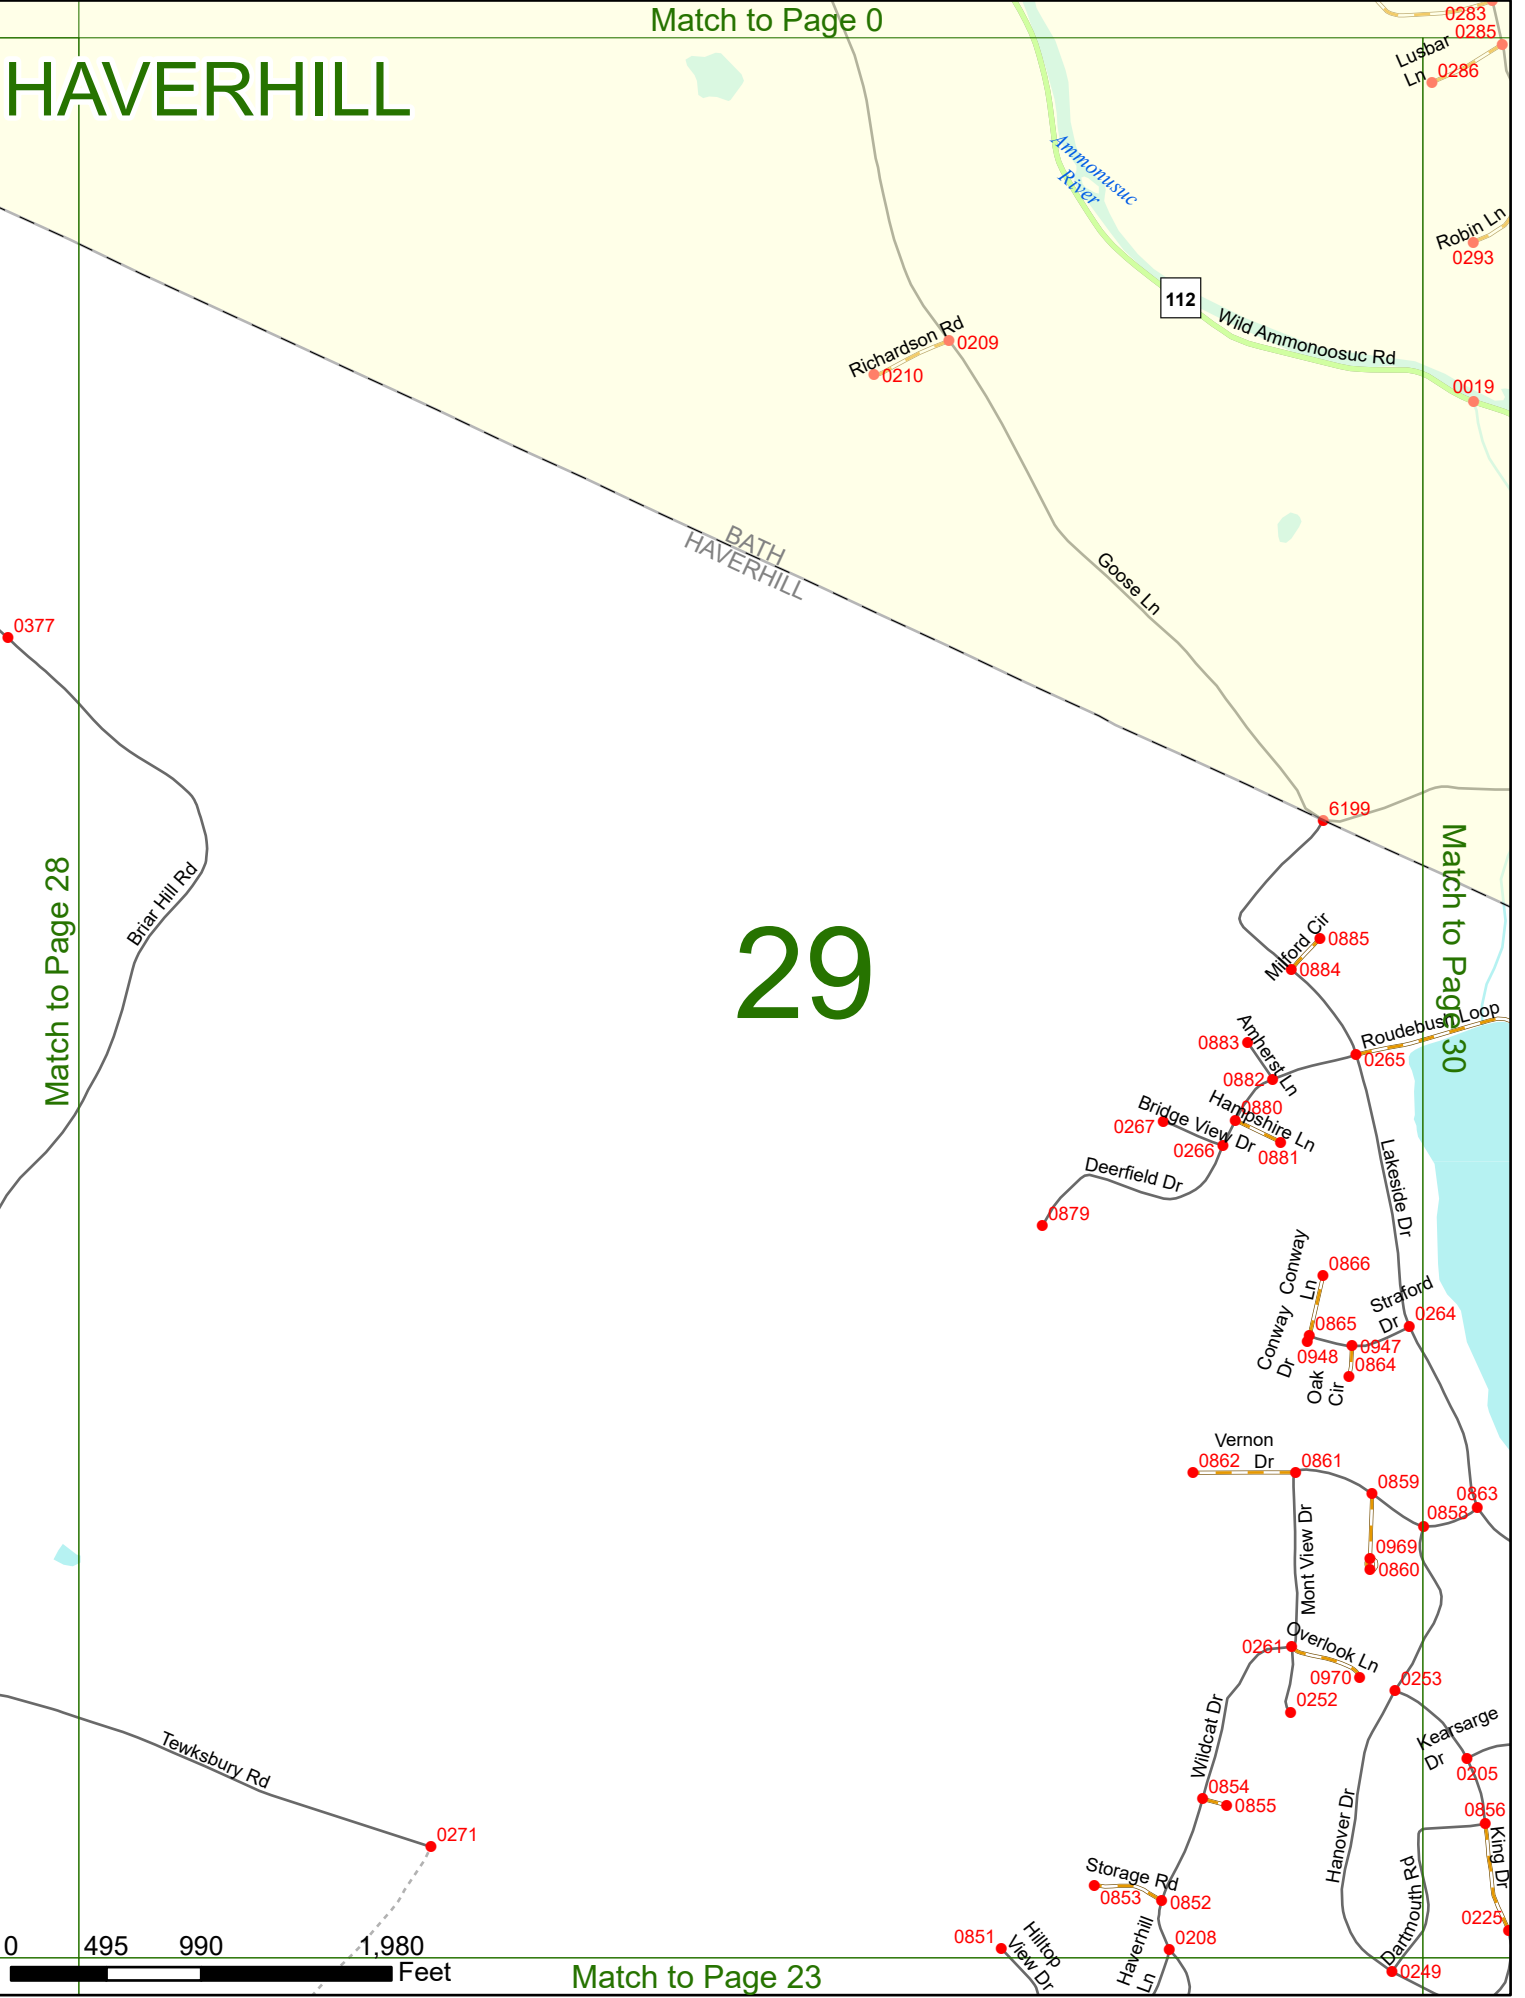 Match to Page 0
0283
0285
Lusbar
Ln
0286
HAVERHILL
Ammonusuc
River
Robin Ln
0293
112
Wild Ammonoosuc Rd
Richardson Rd
0209
0210
0019
BATH
HAVERHILL
Goose Ln
0377
6199
Match to Page 28
Briar Hill Rd
29
Match to Page 30
Milford Cir
0885
0884
Roudebush Loop
0265
Amherst Ln
0883
0882
Hampshire Ln
0880
0881
Bridge View Dr
0267
0266
Deerfield Dr
0879
Lakeside Dr
Conway
Ln
0866
Straford
Dr
0264
Conway
Dr
0865
0948
0947
0864
Oak
Cir
Vernon
Dr
0862
0861
0859
0863
0858
Mont View Dr
0969
0860
Overlook Ln
0261
0970
0252
0253
Wildcat Dr
Kearsarge
Dr
0205
Tewksbury Rd
0271
0854
0855
0856
Hanover Dr
King Dr
Dartmouth Rd
Storage Rd
0853
0852
0225
0851
Hilltop
View Dr
Haverhill
Ln
0208
0249
0 495 990 1,980
Feet
Match to Page 23